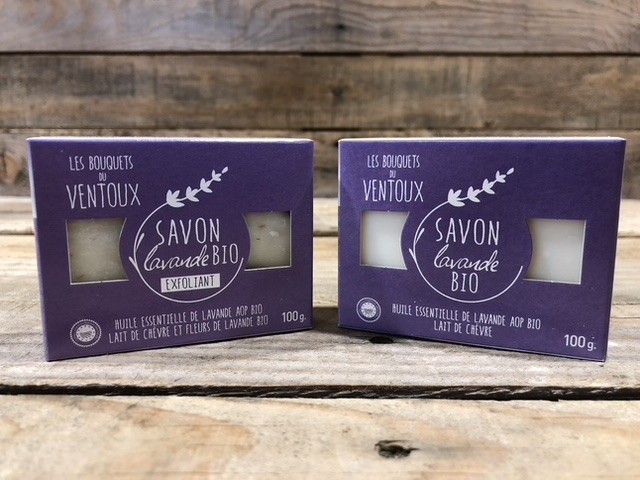 LES BOUQUETS
DU
VENTOUX
SAVON
lavande BIO
EXFOLIANT
HUILE ESSENTIELLE DE LAVANDE AOP BIO
LAIT DE CHÈVRE ET FLEURS DE LAVANDE BIO
100 g.
LES BOUQUETS
DU
VENTOUX
SAVON
lavande
BIO
HUILE ESSENTIELLE DE LAVANDE AOP BIO
LAIT DE CHÈVRE
100 g.